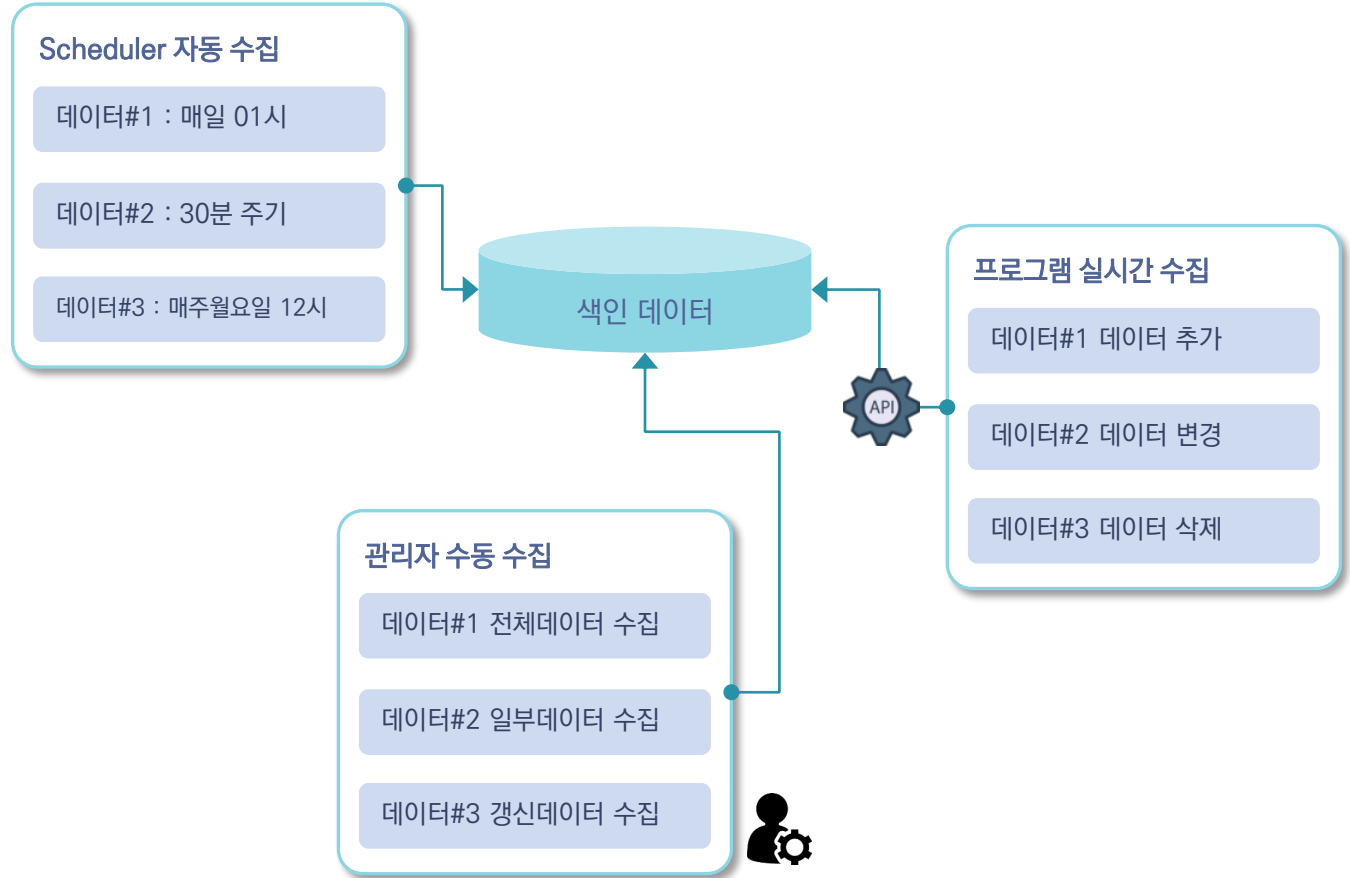 Scheduler 자동 수집
데이터#1 : 매일 01시
데이터#2 : 30분 주기
데이터#3 : 매주월요일 12시
색인 데이터
프로그램 실시간 수집
데이터#1 데이터 추가
데이터#2 데이터 변경
데이터#3 데이터 삭제
API
관리자 수동 수집
데이터#1 전체데이터 수집
데이터#2 일부데이터 수집
데이터#3 갱신데이터 수집